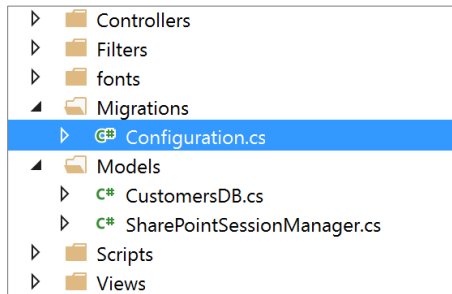 Controllers
Filters
fonts
Migrations
C# Configuration.cs
Models
C# CustomersDB.cs
C# SharePointSessionManager.cs
Scripts
Views